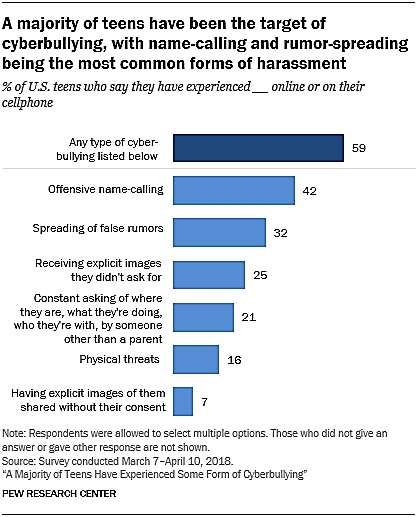 A majority of teens have been the target of
cyberbullying, with name-calling and rumor-spreading
being the most common forms of harassment
% of U.S. teens who say they have experienced __ online or on their
cellphone
Any type of cyber-
bullying listed below
59
Offensive name-calling
42
Spreading of false rumors
32
Receiving explicit images
they didn't ask for
25
Constant asking of where
they are, what they're doing,
who they're with, by someone
other than a parent
21
Physical threats
16
Having explicit images of them
shared without their consent
7
Note: Respondents were allowed to select multiple options. Those who did not give an
answer or gave other response are not shown.
Source: Survey conducted March 7–April 10, 2018.
"A Majority of Teens Have Experienced Some Form of Cyberbullying"
PEW RESEARCH CENTER